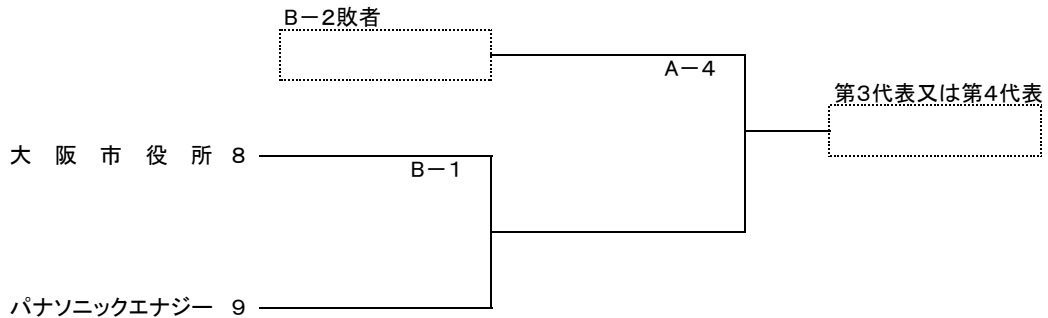 B－2敗者
A－4
第3代表又は第4代表
大阪市役所 8
B－1
パナソニックエナジー 9